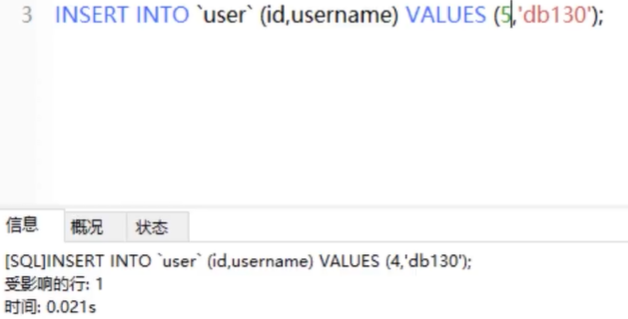 3 INSERT INTO `user` (id,username) VALUES (5,'db130');
信息 概况 状态
[SQL]INSERT INTO `user` (id,username) VALUES (4,'db130');
受影响的行: 1
时间: 0.021s